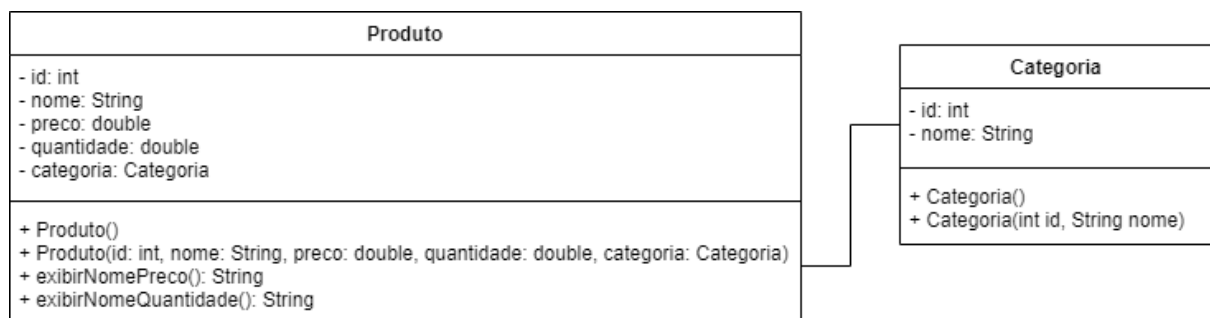 Produto
- id: int
- nome: String
- preco: double
- quantidade: double
- categoria: Categoria
+ Produto()
+ Produto(id: int, nome: String, preco: double, quantidade: double, categoria: Categoria)
+ exibirNomePreco(): String
+ exibirNomeQuantidade(): String
Categoria
- id: int
- nome: String
+ Categoria()
+ Categoria(int id, String nome)